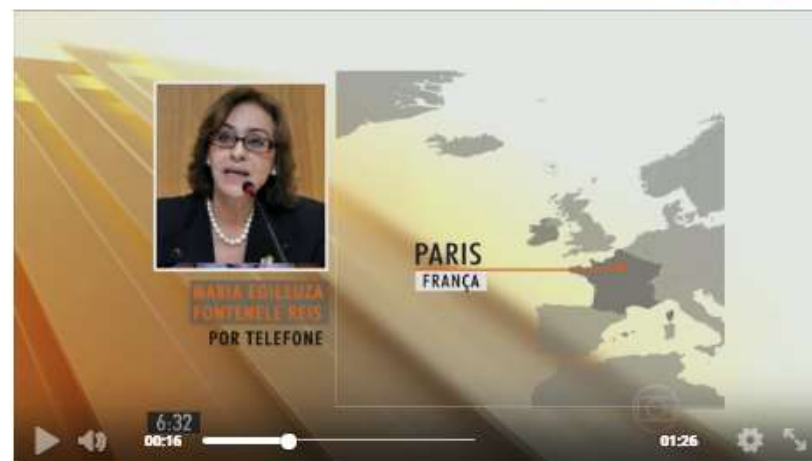 PARIS
FRANÇA
MARIA EDILEUZA
FONTENELE REIS
POR TELEFONE
6:32
00:16
01:26